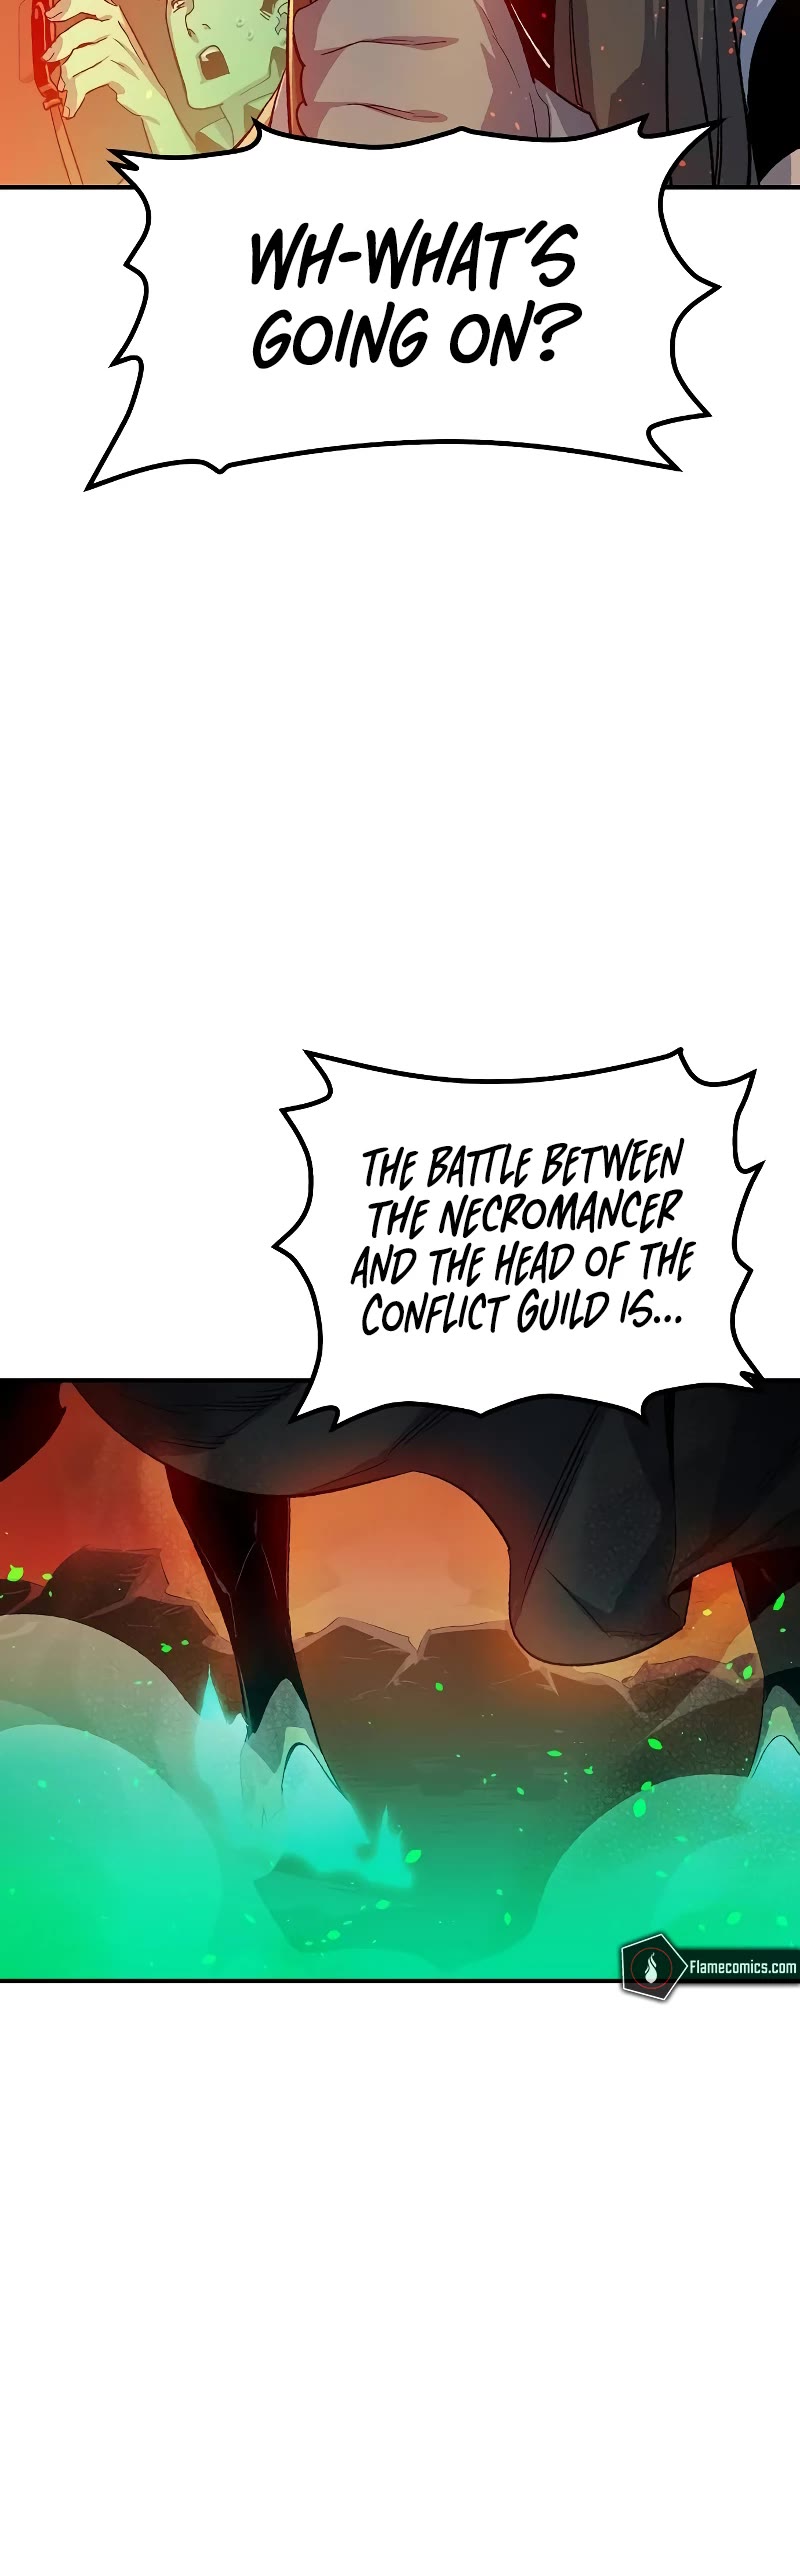 WH-WHAT'S
GOING ON?
THE BATTLE BETWEEN
THE NECROMANCER
AND THE HEAD OF THE
CONFLICT GUILD IS...
Flamecomics.com